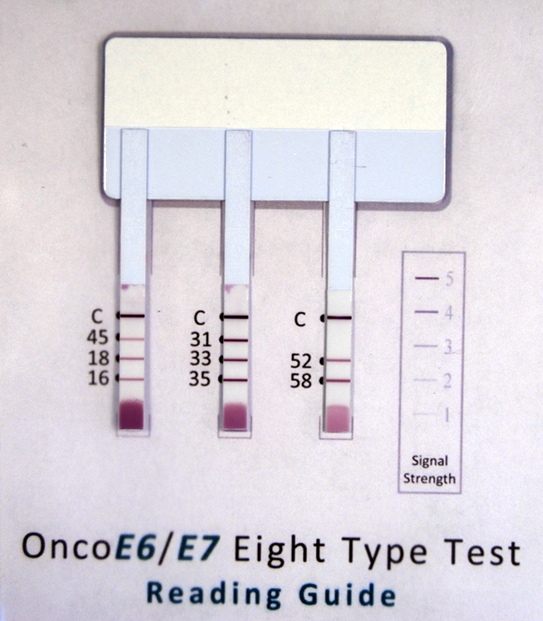 C
45
18
16
C
31
33
35
C
52
58
5
4
3
2
1
Signal
Strength
OncoE6/E7 Eight Type Test
Reading Guide